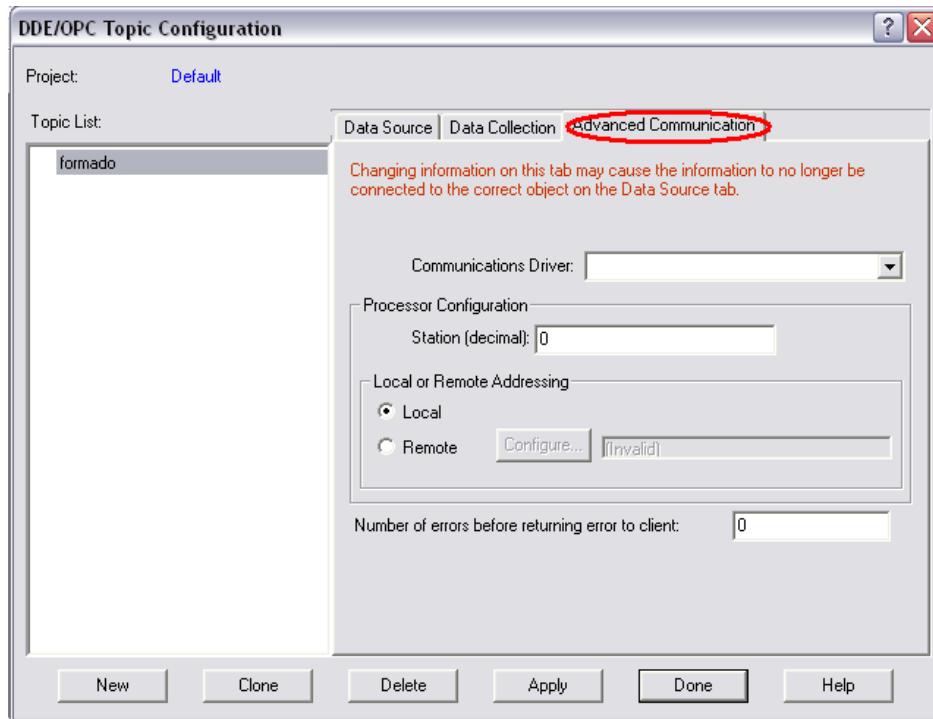 DDE/OPC Topic Configuration
?
Project: Default
Topic List:
formado
Data Source
Data Collection
Advanced Communication
Changing information on this tab may cause the information to no longer be
connected to the correct object on the Data Source tab.
Communications Driver:
Processor Configuration
Station (decimal): 0
Local or Remote Addressing
Local
Remote
Configure...
(Invalid)
Number of errors before returning error to client: 0
New
Clone
Delete
Apply
Done
Help